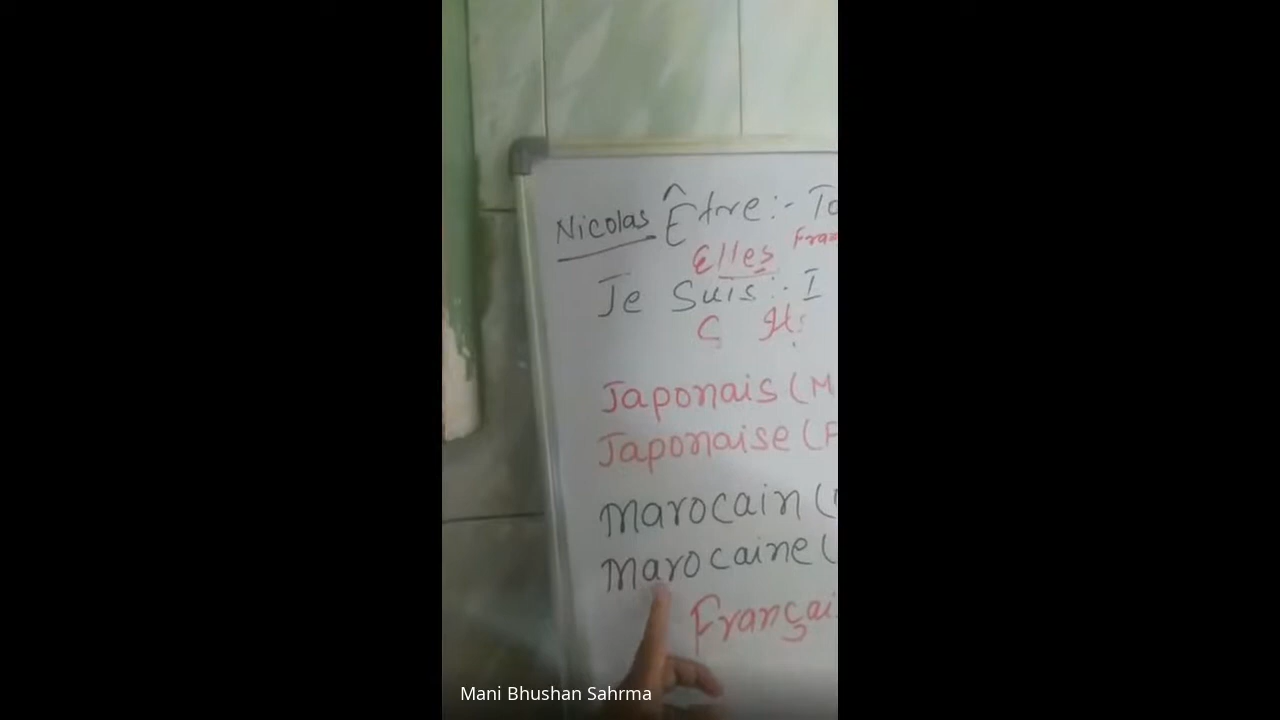 Nicolas Être:- To
Elles
Je Suis:- I
Japonais (M
Japonaise (F
Marocain (
Marocaine (
Françai
Mani Bhushan Sahrma